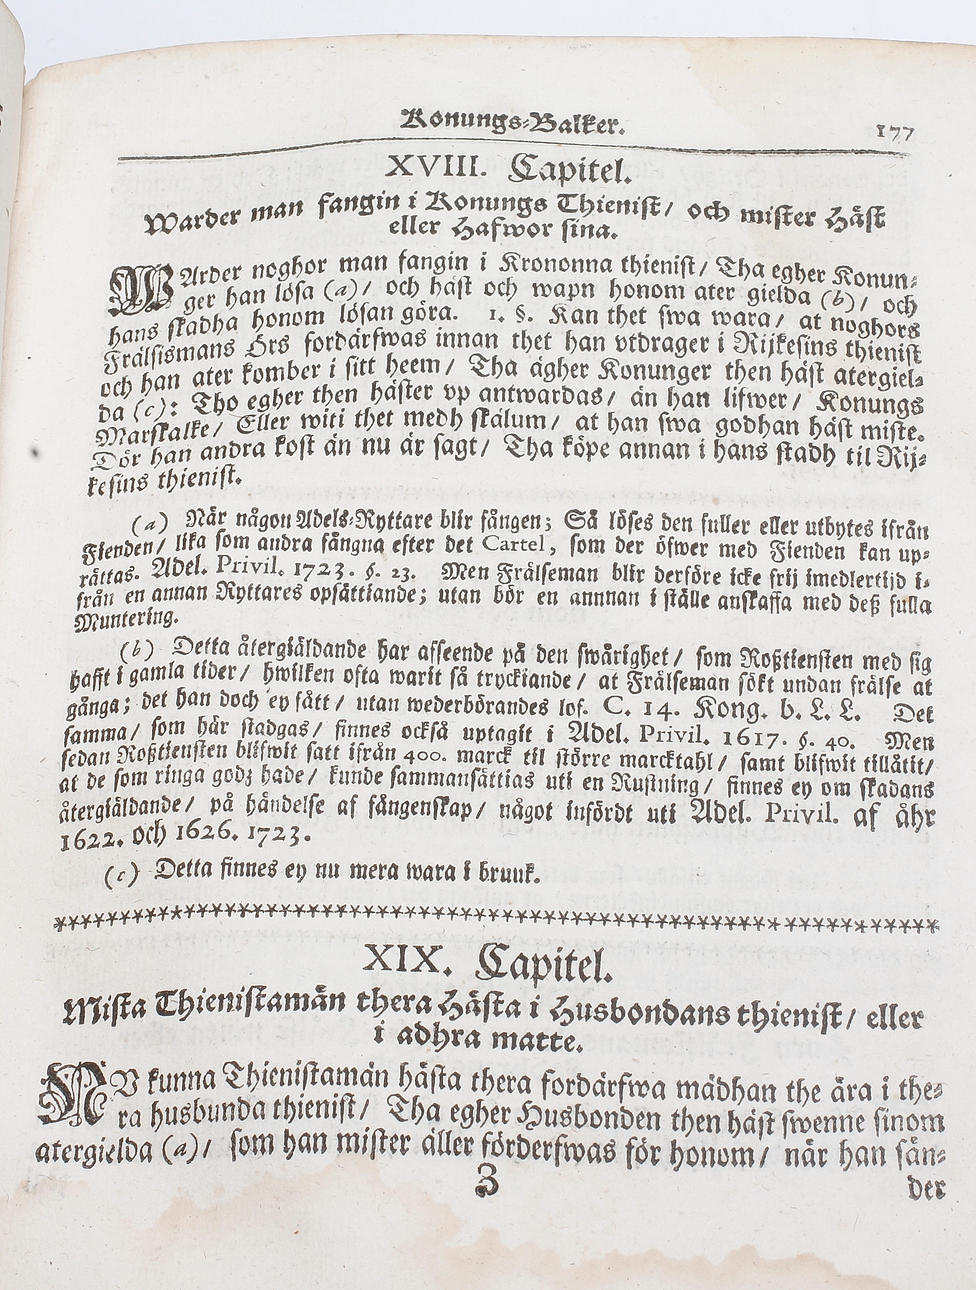 Konungs-Balker. 177
XVIII. Capitel.
Warder man fangin i Konungs Thienist/ och mister Häst
eller Hafwor sina.
WArder noghor man fangin i Krononna thienist/ Tha egher Konun-
ger han lösa (a)/ och häst och wapn honom ater gielda (b)/ och
hans skadha honom lösan göra. 1. §. Kan thet swa wara/ at noghors
Frälsismans Örs fordärfwas innan thet han vtdrager i Rijkesins thienist
och han ater komber i sitt heem/ Tha ägher Konunger then häst atergiel-
da (c): Tho egher then häster vp antwardas/ än han lifwer/ Konungs
Marskalke/ Eller witi thet medh skälum/ at han swa godhan häst miste.
Dör han andra kost än nu är sagt/ Tha köpe annan i hans stadh til Rij-
kesins thienist.
(a) När någon Adels-Ryttare blir fången; Så löses den fuller eller utbytes ifrån
Fienden/ lika som andra fångna efter det Cartel, som der öfwer med Fienden kan up-
rättas. Adel. Privil. 1723. §. 23. Men Frälseman blir derföre icke frij imedlertijd i-
från en annan Ryttares opsättiande; utan bör en annnan i ställe anskaffa med deß fulla
Muntering.
(b) Detta återgiäldande har afseende på den swårighet/ som Roßtiensten med sig
hafft i gamla tider/ hwilken ofta warit så tryckiande/ at Frälseman sökt undan frälse at
gånga; det han doch ey fått/ utan wederbörandes lof. C. 14. Kong. b. L. L. Det
samma/ som här stadgas/ finnes också uptagit i Adel. Privil. 1617. §. 40. Men
sedan Roßtiensten blifwit satt ifrån 400. marck til större marcktahl/ samt blifwit tillåtit/
at de som ringa godz hade/ kunde sammansättias uti en Rustning/ finnes ey om skadans
återgiäldande/ på händelse af fångenskap/ något infördt uti Adel. Privil. af åhr
1622. och 1626. 1723.
(c) Detta finnes ey nu mera wara i bruuk.
XIX. Capitel.
Mista Thienistamän thera Hästa i Husbondans thienist/ eller
i adhra matte.
NV kunna Thienistamän hästa thera fordärfwa mädhan the ära i the-
ra husbunda thienist/ Tha egher Husbonden then häst swenne sinom
atergielda (a)/ som han mister äller förderfwas för honom/ när han sän-
3 der